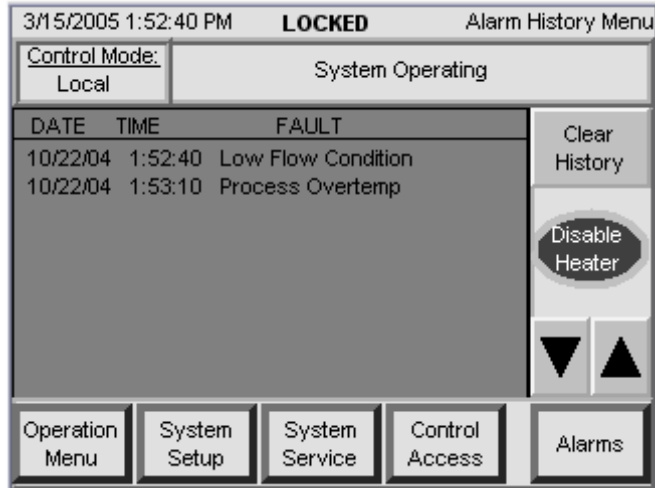 3/15/2005 1:52:40 PM LOCKED Alarm History Menu
Control Mode:
Local
System Operating
DATE TIME FAULT
10/22/04 1:52:40 Low Flow Condition
10/22/04 1:53:10 Process Overtemp
Clear
History
Disable
Heater
Operation
Menu
System
Setup
System
Service
Control
Access
Alarms